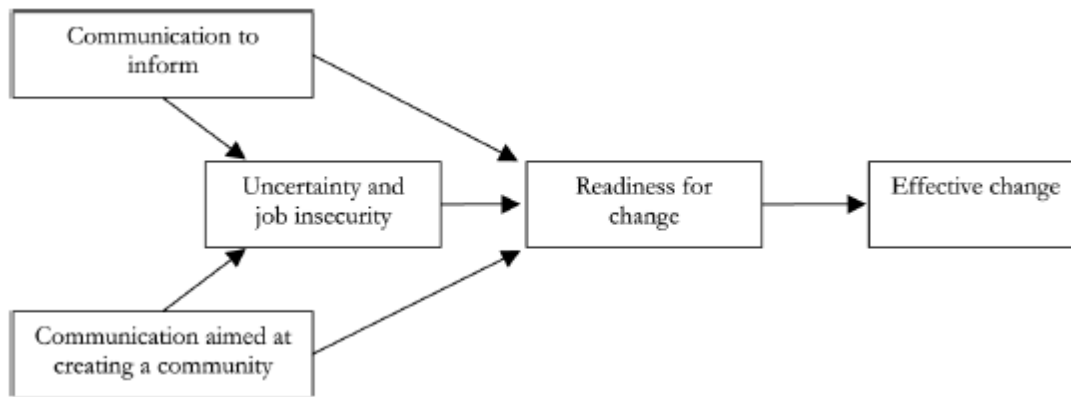 Communication to
inform
Uncertainty and
job insecurity
Readiness for
change
Effective change
Communication aimed at
creating a community